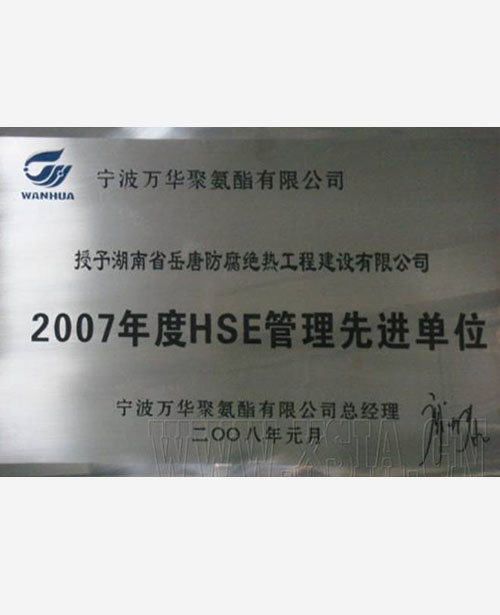 WANHUA
宁波万华聚氨酯有限公司
授予湖南省岳唐防腐绝热工程建设有限公司
2007年度HSE管理先进单位
宁波万华聚氨酯有限公司总经理
二〇〇八年元月